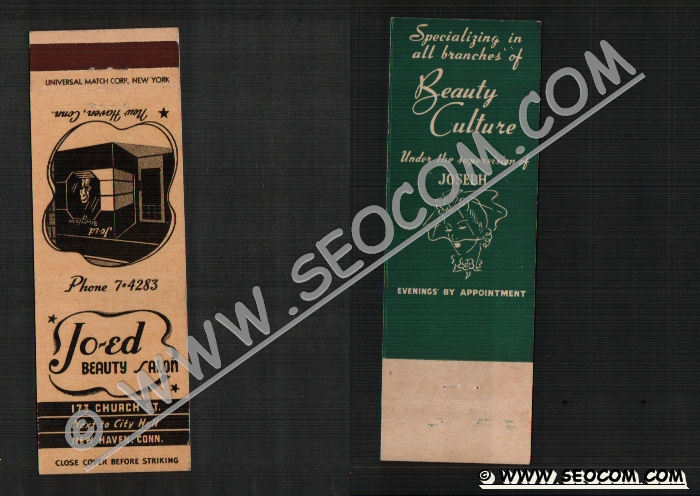 UNIVERSAL MATCH CORP., NEW YORK
New Haven, Conn.
Jo-ed
Phone 7-4283
Jo-Ed
BEAUTY SALON
173 CHURCH ST.
Next to City Hall
NEW HAVEN, CONN.
CLOSE COVER BEFORE STRIKING
Specializing in
all branches of
Beauty
Culture
Under the supervision of
JOSEPH
EVENINGS BY APPOINTMENT
© WWW.SEOCOM.COM
© WWW.SEOCOM.COM